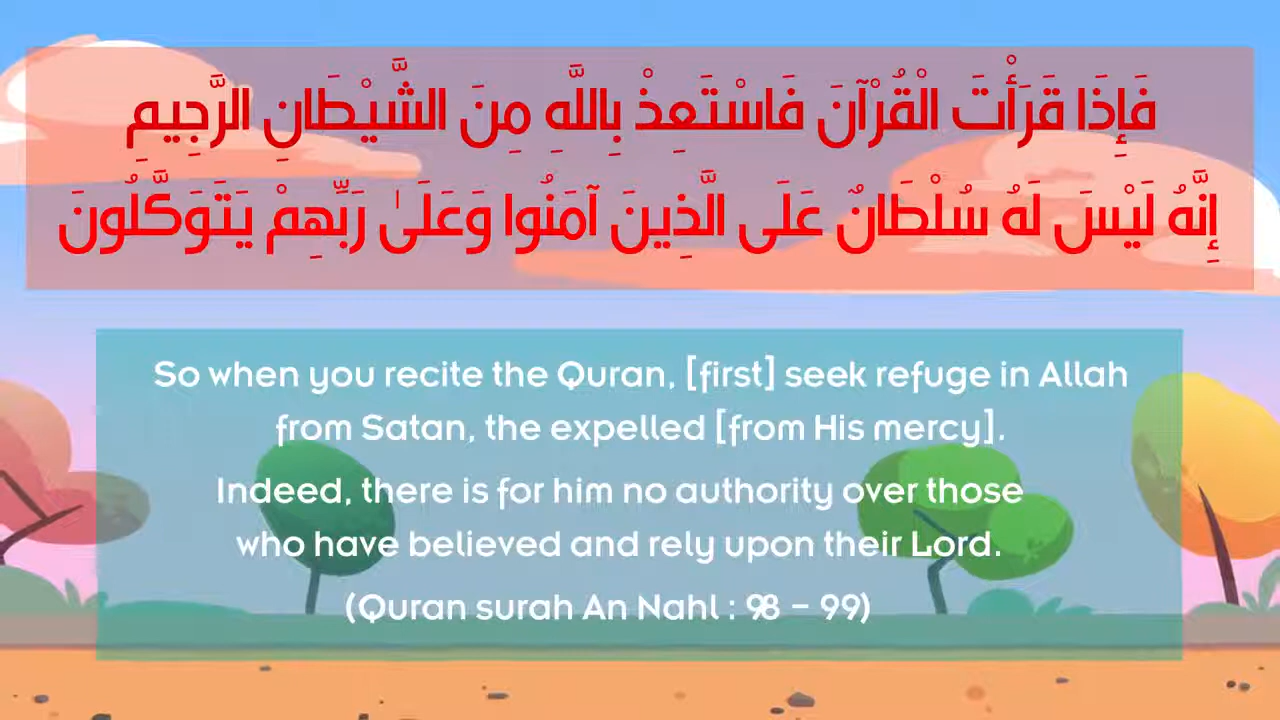 فَإِذَا قَرَأْتَ الْقُرْآنَ فَاسْتَعِذْ بِاللَّهِ مِنَ الشَّيْطَانِ الرَّجِيمِ
إِنَّهُ لَيْسَ لَهُ سُلْطَانٌ عَلَى الَّذِينَ آمَنُوا وَعَلَىٰ رَبِّهِمْ يَتَوَكَّلُونَ
So when you recite the Quran, [first] seek refuge in Allah
from Satan, the expelled [from His mercy].
Indeed, there is for him no authority over those
who have believed and rely upon their Lord.
(Quran surah An Nahl : 98 – 99)